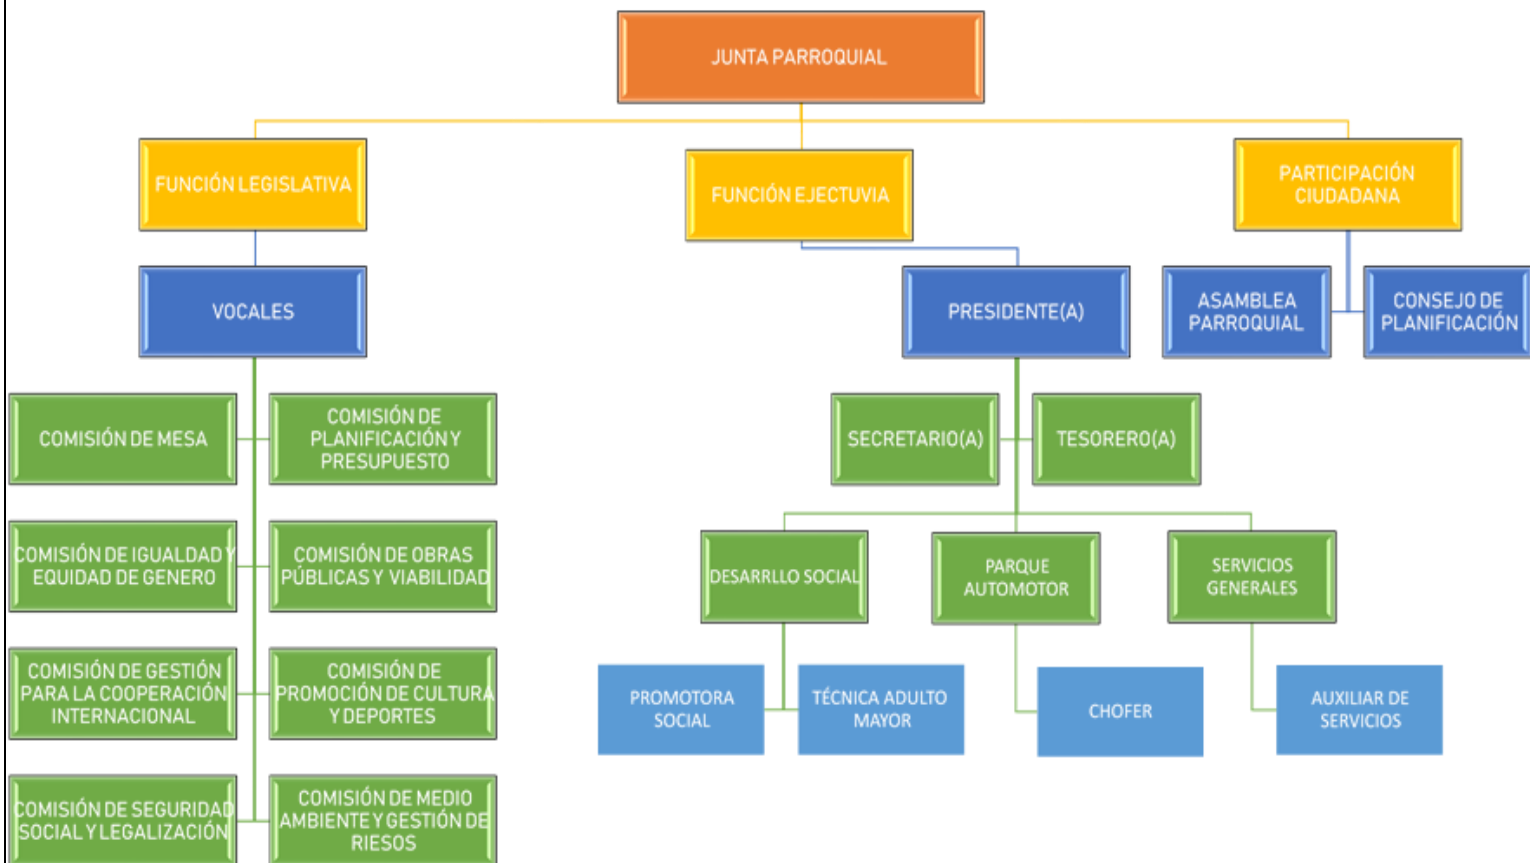 JUNTA PARROQUIAL
FUNCIÓN LEGISLATIVA
FUNCIÓN EJECTUVIA
PARTICIPACIÓN
CIUDADANA
VOCALES
PRESIDENTE(A)
ASAMBLEA
PARROQUIAL
CONSEJO DE
PLANIFICACIÓN
COMISIÓN DE MESA
COMISIÓN DE
PLANIFICACIÓN Y
PRESUPUESTO
SECRETARIO(A)
TESORERO(A)
COMISIÓN DE IGUALDAD Y
EQUIDAD DE GENERO
COMISIÓN DE OBRAS
PÚBLICAS Y VIABILIDAD
DESARRLLO SOCIAL
PARQUE
AUTOMOTOR
SERVICIOS
GENERALES
COMISIÓN DE GESTIÓN
PARA LA COOPERACIÓN
INTERNACIONAL
COMISIÓN DE
PROMOCIÓN DE CULTURA
Y DEPORTES
PROMOTORA
SOCIAL
TÉCNICA ADULTO
MAYOR
CHOFER
AUXILIAR DE
SERVICIOS
COMISIÓN DE SEGURIDAD
SOCIAL Y LEGALIZACIÓN
COMISIÓN DE MEDIO
AMBIENTE Y GESTIÓN DE
RIESOS